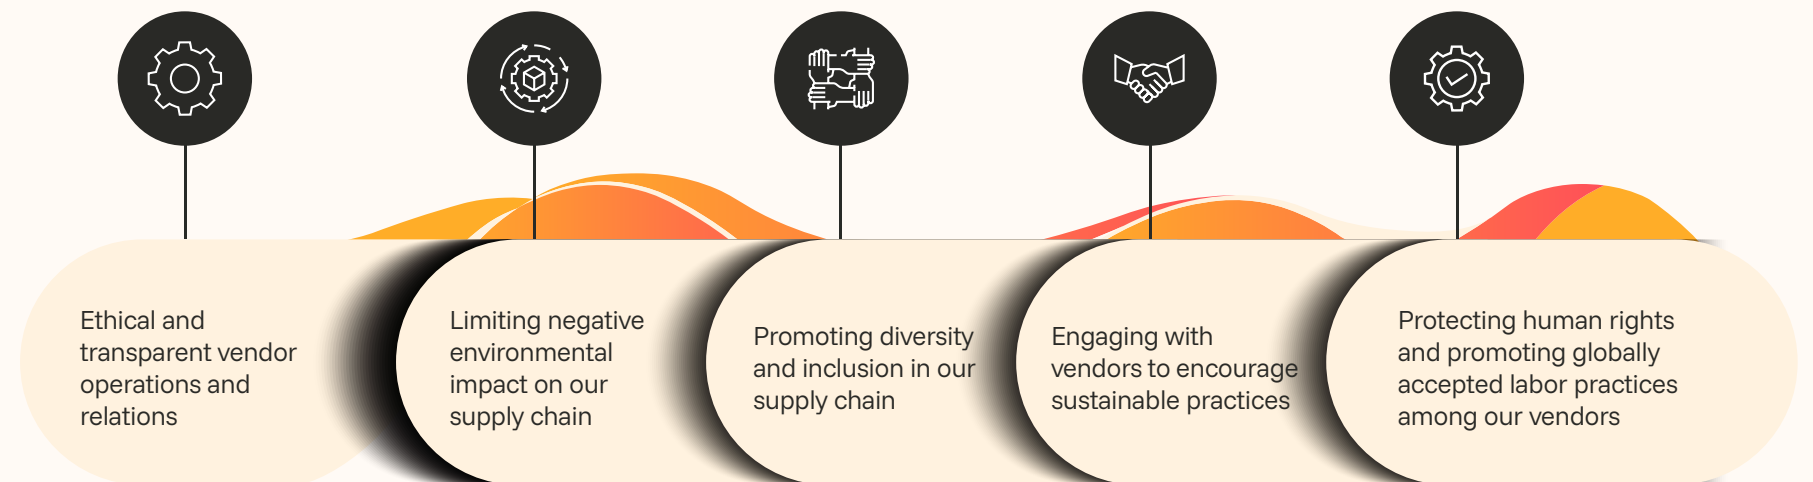 Ethical and
transparent vendor
operations and
relations
Limiting negative
environmental
impact on our
supply chain
Promoting diversity
and inclusion in our
supply chain
Engaging with
vendors to encourage
sustainable practices
Protecting human rights
and promoting globally
accepted labor practices
among our vendors